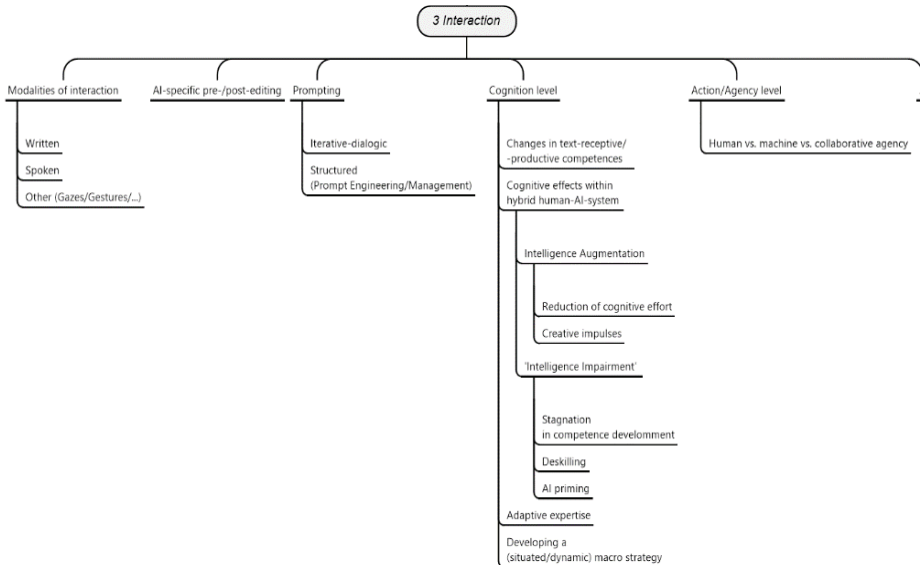 3 Interaction
Modalities of interaction
Written
Spoken
Other (Gazes/Gestures/...)
AI-specific pre-/post-editing
Prompting
Iterative-dialogic
Structured
(Prompt Engineering/Management)
Cognition level
Changes in text-receptive/
-productive competences
Cognitive effects within
hybrid human-AI-system
Intelligence Augmentation
Reduction of cognitive effort
Creative impulses
'Intelligence Impairment'
Stagnation
in competence develomment
Deskilling
AI priming
Adaptive expertise
Developing a
(situated/dynamic) macro strategy
Action/Agency level
Human vs. machine vs. collaborative agency